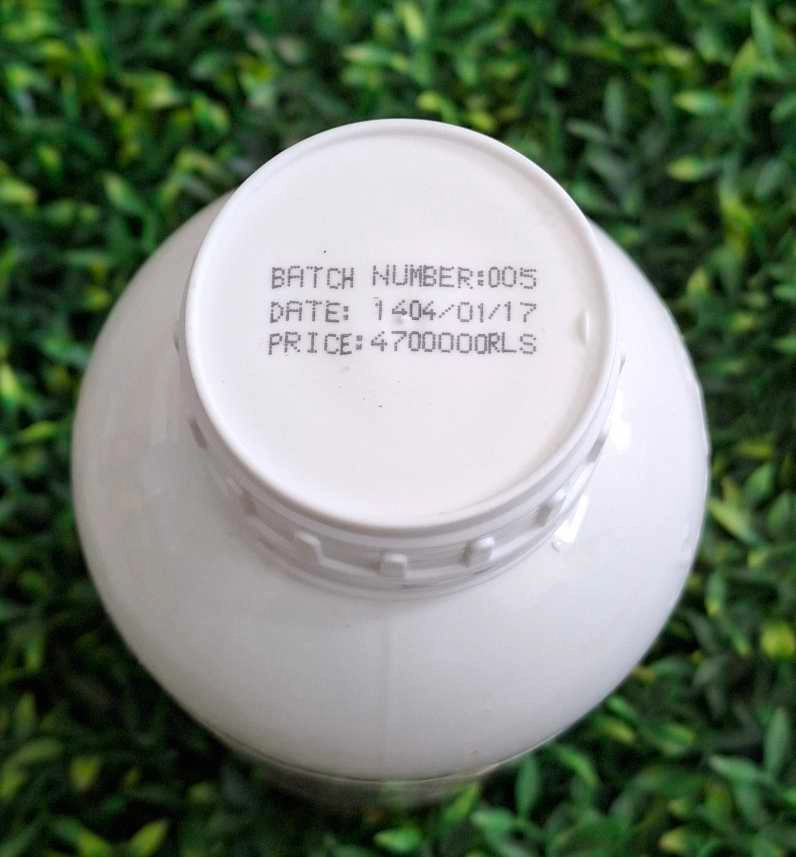 BATCH NUMBER:005
DATE: 1404/01/17
PRICE:4700000RLS